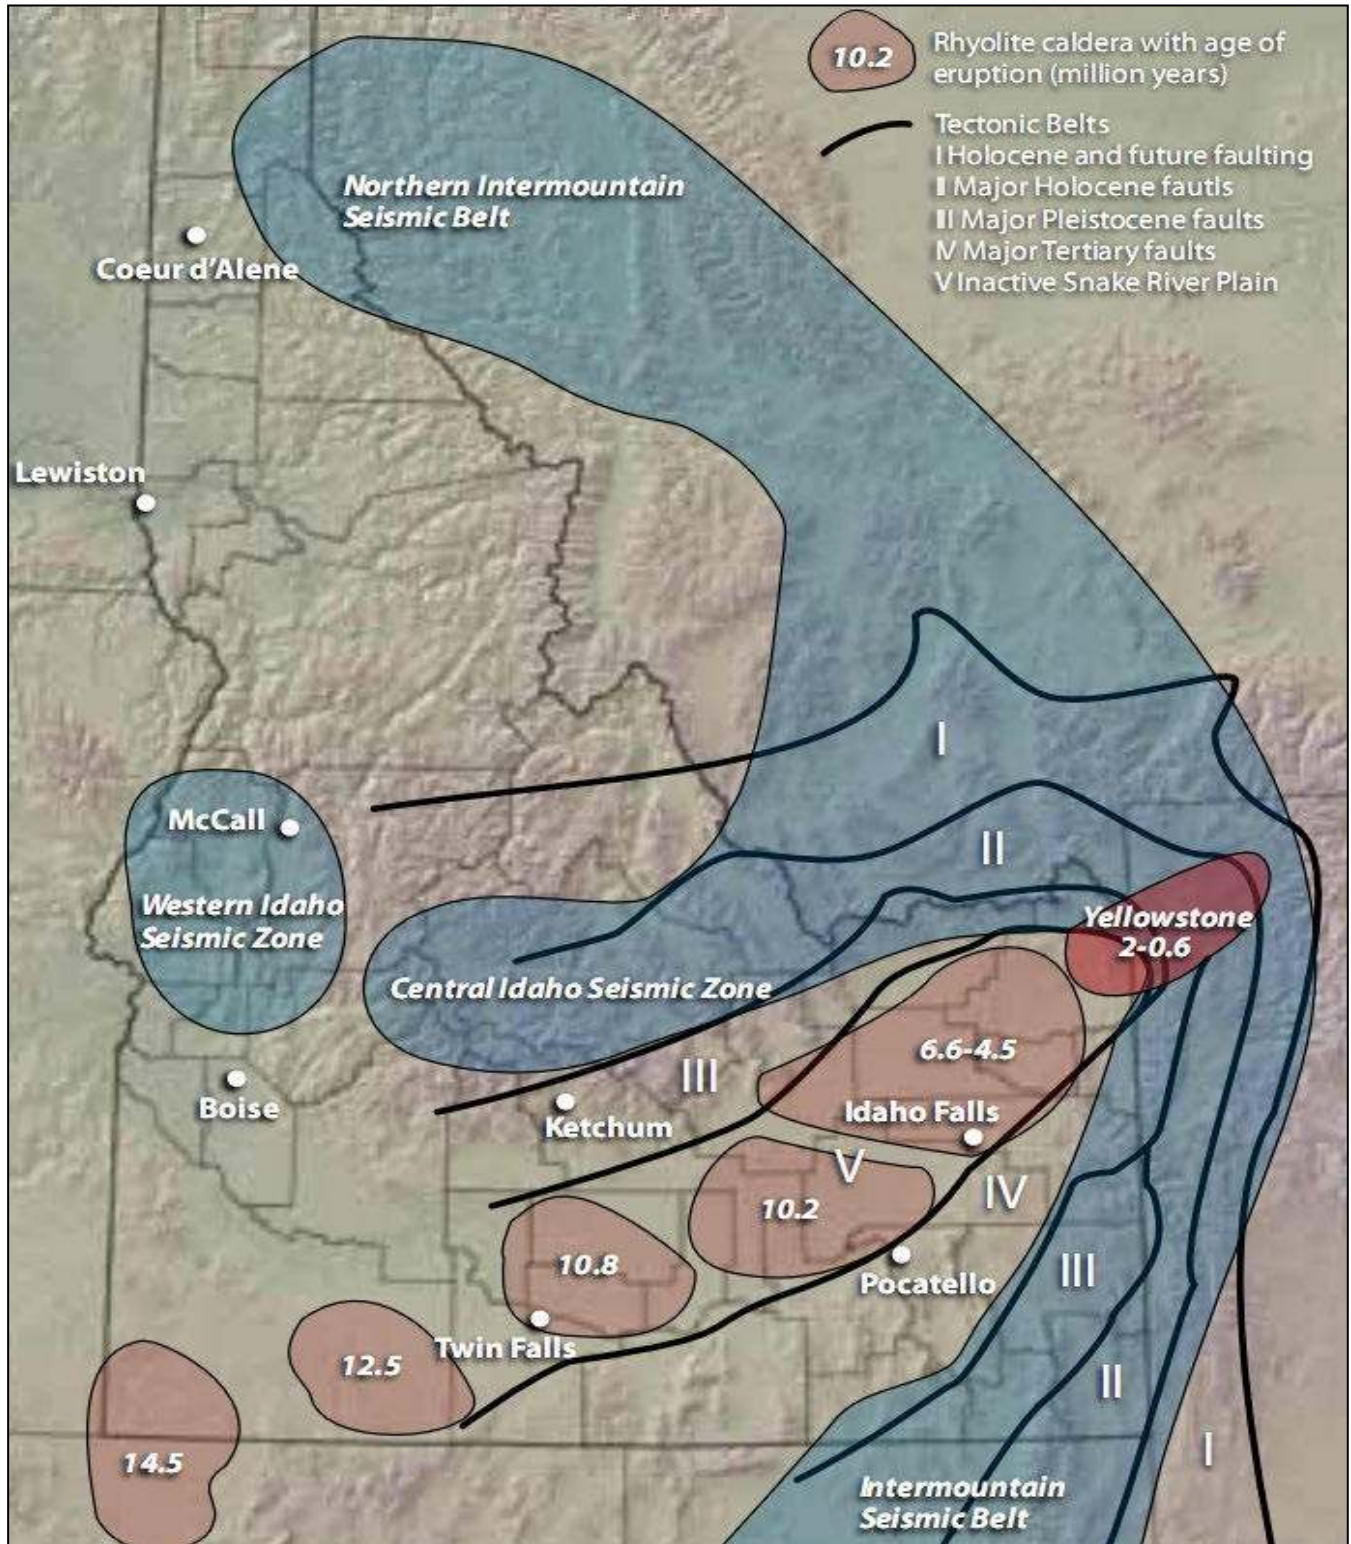 10.2
Rhyolite caldera with age of
eruption (million years)
Tectonic Belts
I Holocene and future faulting
II Major Holocene fautls
III Major Pleistocene faults
IV Major Tertiary faults
V Inactive Snake River Plain
Northern Intermountain
Seismic Belt
Coeur d'Alene
Lewiston
I
McCall
II
Western Idaho
Seismic Zone
Yellowstone
2-0.6
Central Idaho Seismic Zone
6.6-4.5
III
Boise
Ketchum
Idaho Falls
V
IV
10.2
10.8
Pocatello
III
Twin Falls
12.5
II
14.5
I
Intermountain
Seismic Belt